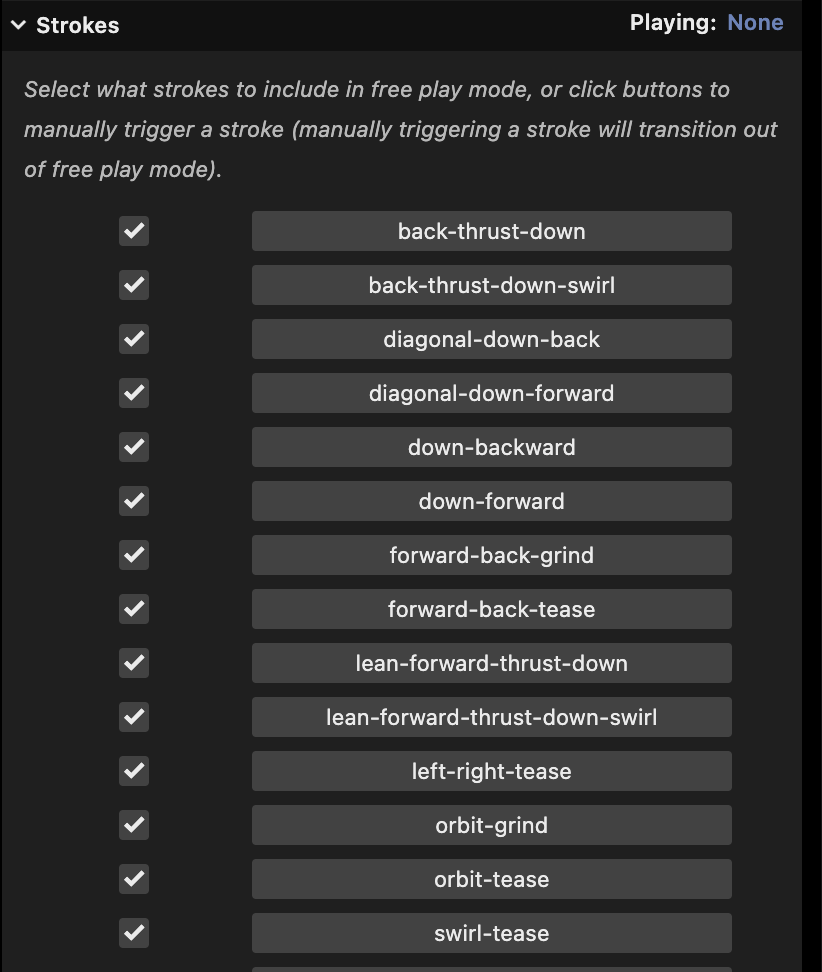 Strokes
Playing: None
Select what strokes to include in free play mode, or click buttons to
manually trigger a stroke (manually triggering a stroke will transition out
of free play mode).
back-thrust-down
back-thrust-down-swirl
diagonal-down-back
diagonal-down-forward
down-backward
down-forward
forward-back-grind
forward-back-tease
lean-forward-thrust-down
lean-forward-thrust-down-swirl
left-right-tease
orbit-grind
orbit-tease
swirl-tease